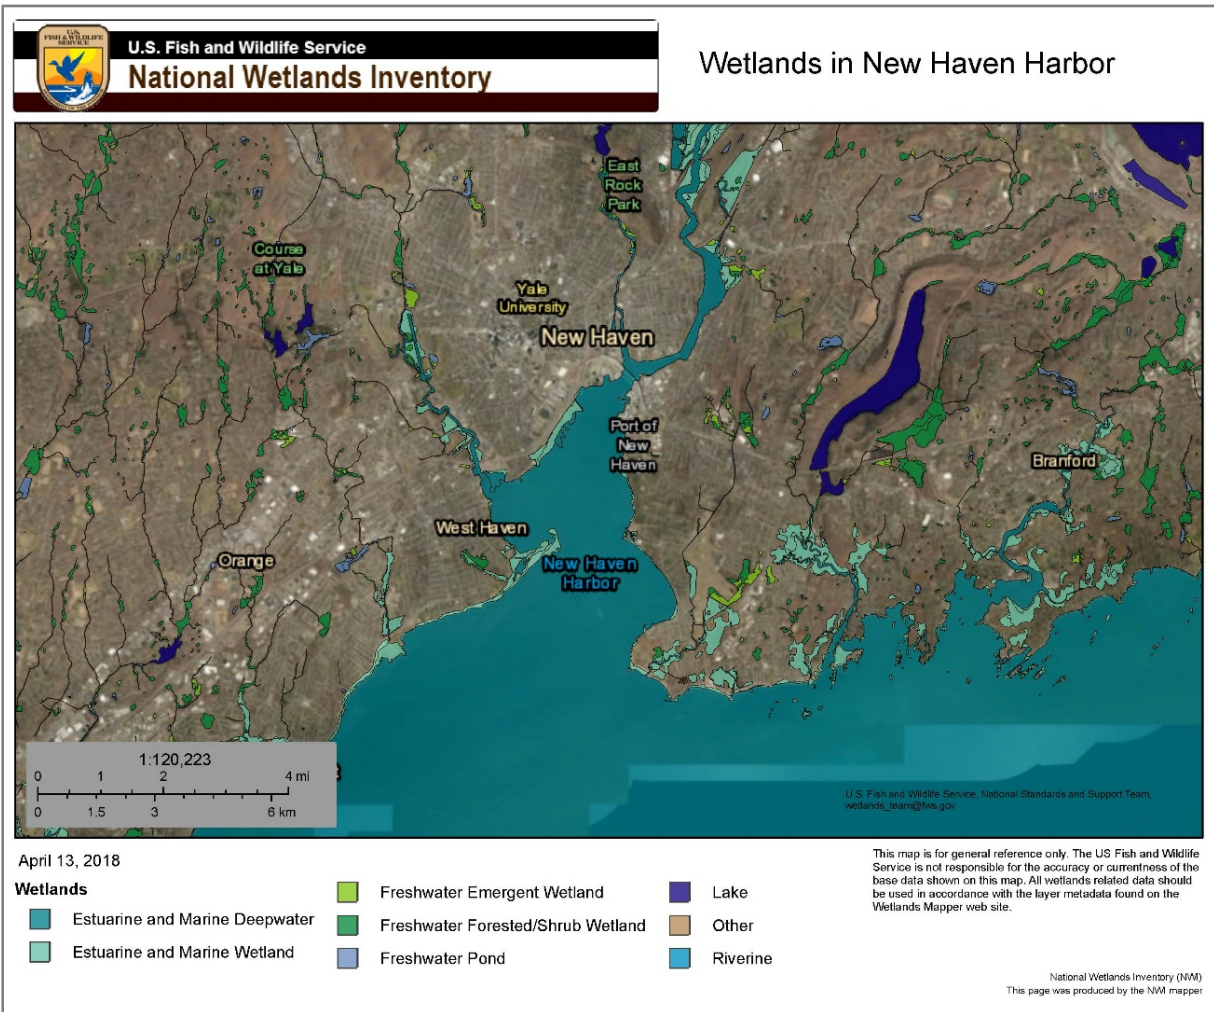 U.S.
FISH & WILDLIFE
SERVICE
U.S. Fish and Wildlife Service
National Wetlands Inventory
Wetlands in New Haven Harbor
East
Rock
Park
Course
at Yale
Yale
University
New Haven
Port of
New
Haven
Branford
West Haven
Orange
New Haven
Harbor
1:120,223
0 1 2 4 mi
0 1.5 3 6 km
U.S. Fish and Wildlife Service, National Standards and Support Team,
wetlands_team@fws.gov
April 13, 2018
This map is for general reference only. The US Fish and Wildlife
Service is not responsible for the accuracy or currentness of the
base data shown on this map. All wetlands related data should
be used in accordance with the layer metadata found on the
Wetlands Mapper web site.
Wetlands
Estuarine and Marine Deepwater
Estuarine and Marine Wetland
Freshwater Emergent Wetland
Freshwater Forested/Shrub Wetland
Freshwater Pond
Lake
Other
Riverine
National Wetlands Inventory (NWI)
This page was produced by the NWI mapper